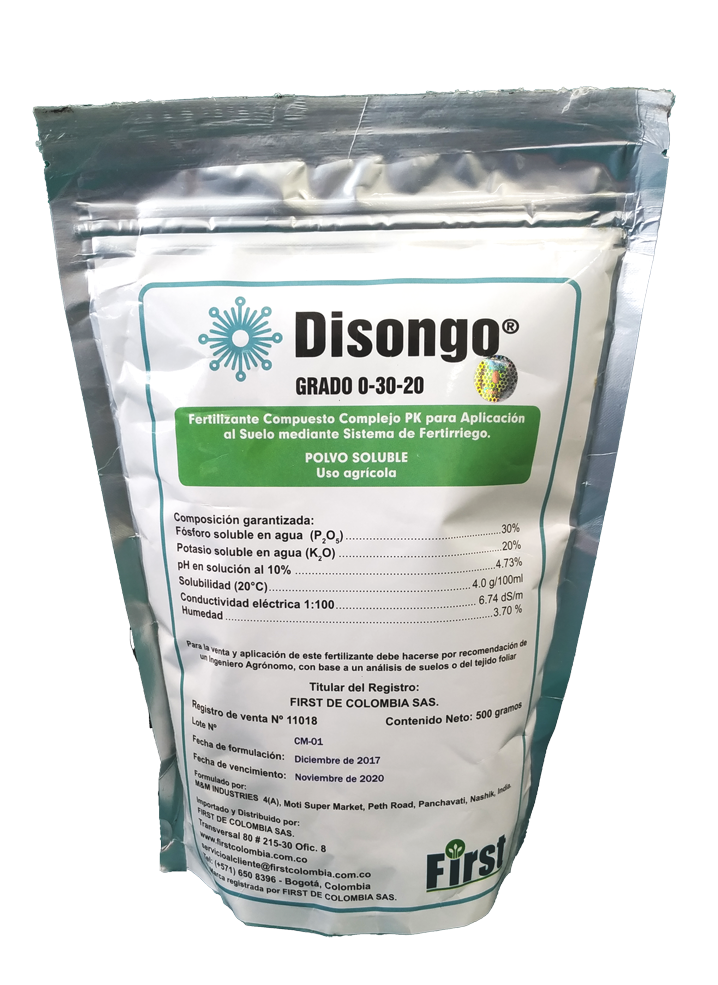 Disongo®
GRADO 0-30-20
Fertilizante Compuesto Complejo PK para Aplicación
al Suelo mediante Sistema de Fertirriego.
POLVO SOLUBLE
Uso agrícola
Composición garantizada:
Fósforo soluble en agua (P2O5)..........30%
Potasio soluble en agua (K2O)..........20%
pH en solución al 10%..........4.73%
Solubilidad (20°C)..........4.0 g/100ml
Conductividad eléctrica 1:100..........6.74 dS/m
Humedad..........3.70 %
Para la venta y aplicación de este fertilizante debe hacerse por recomendación de
un Ingeniero Agrónomo, con base a un análisis de suelos o del tejido foliar
Titular del Registro:
FIRST DE COLOMBIA SAS.
Registro de venta Nº 11018 Contenido Neto: 500 gramos
Lote Nº CM-01
Fecha de formulación: Diciembre de 2017
Fecha de vencimiento: Noviembre de 2020
Formulado por:
M&M INDUSTRIES 4(A), Moti Super Market, Peth Road, Panchavati, Nashik, India.
Importado y Distribuido por:
FIRST DE COLOMBIA SAS.
Transversal 80 # 215-30 Ofic. 8
www.firstcolombia.com.co
servicioalcliente@firstcolombia.com.co
Tel: (+571) 650 8396 - Bogotá, Colombia
Marca registrada por FIRST DE COLOMBIA SAS.
First